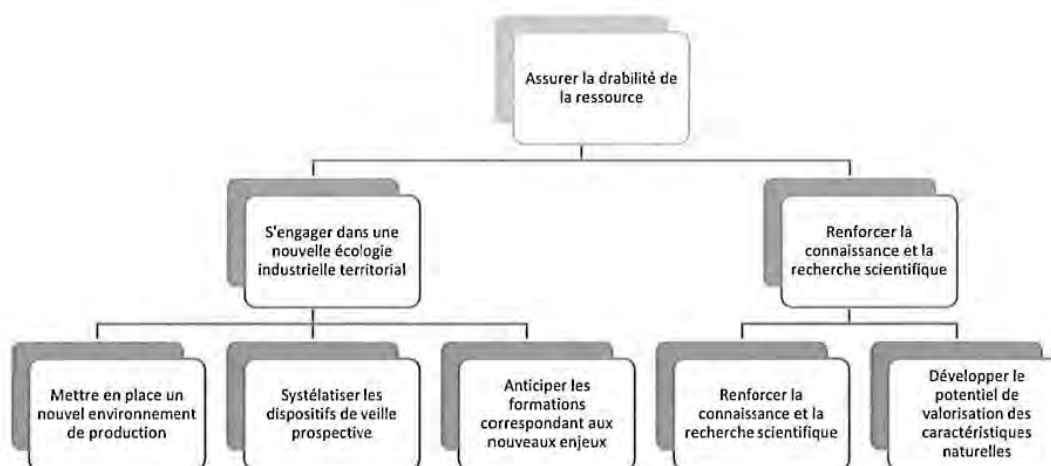 Assurer la drabilité de
la ressource
S'engager dans une
nouvelle écologie
industrielle territorial
Renforcer la
connaissance et la
recherche scientifique
Mettre en place un
nouvel environnement
de production
Systélatiser les
dispositifs de veille
prospective
Anticiper les
formations
correspondant aux
nouveaux enjeux
Renforcer la
connaissance et la
recherche scientifique
Développer le
potentiel de
valorisation des
caractéristiques
naturelles